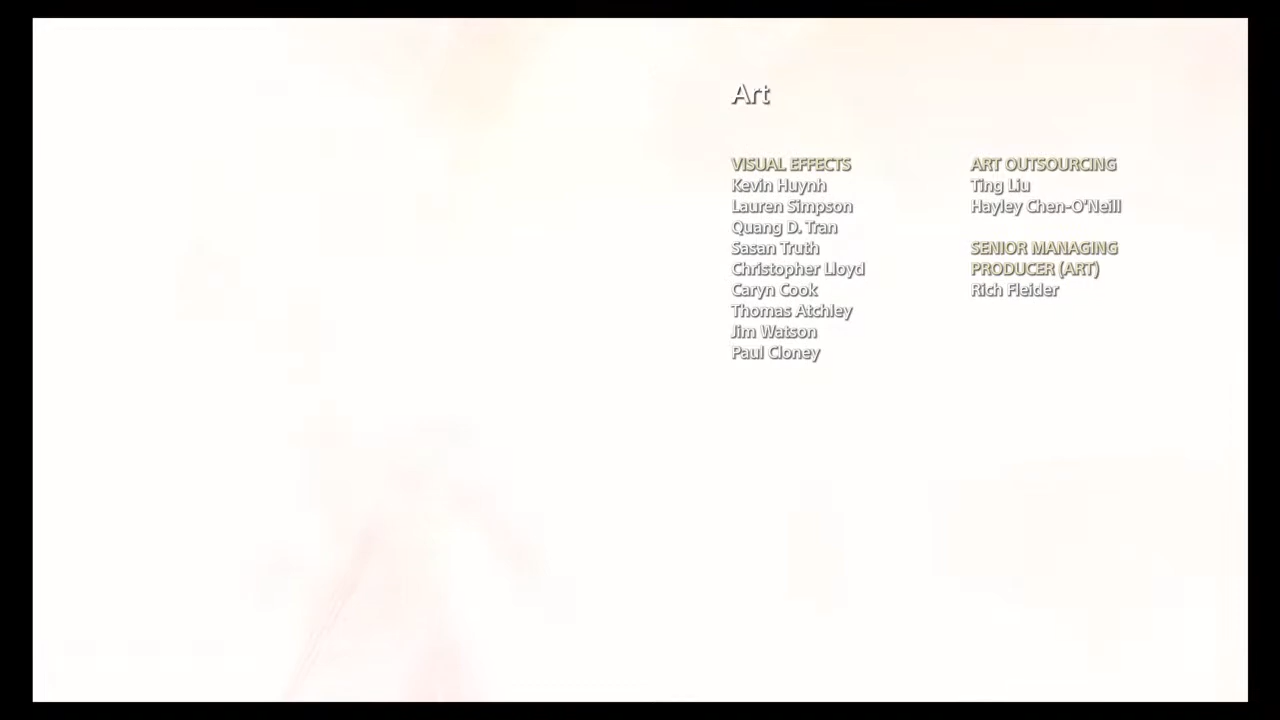 Art
VISUAL EFFECTS
Kevin Huynh
Lauren Simpson
Quang D. Tran
Sasan Truth
Christopher Lloyd
Caryn Cook
Thomas Atchley
Jim Watson
Paul Cloney
ART OUTSOURCING
Ting Liu
Hayley Chen-O'Neill
SENIOR MANAGING
PRODUCER (ART)
Rich Fleider